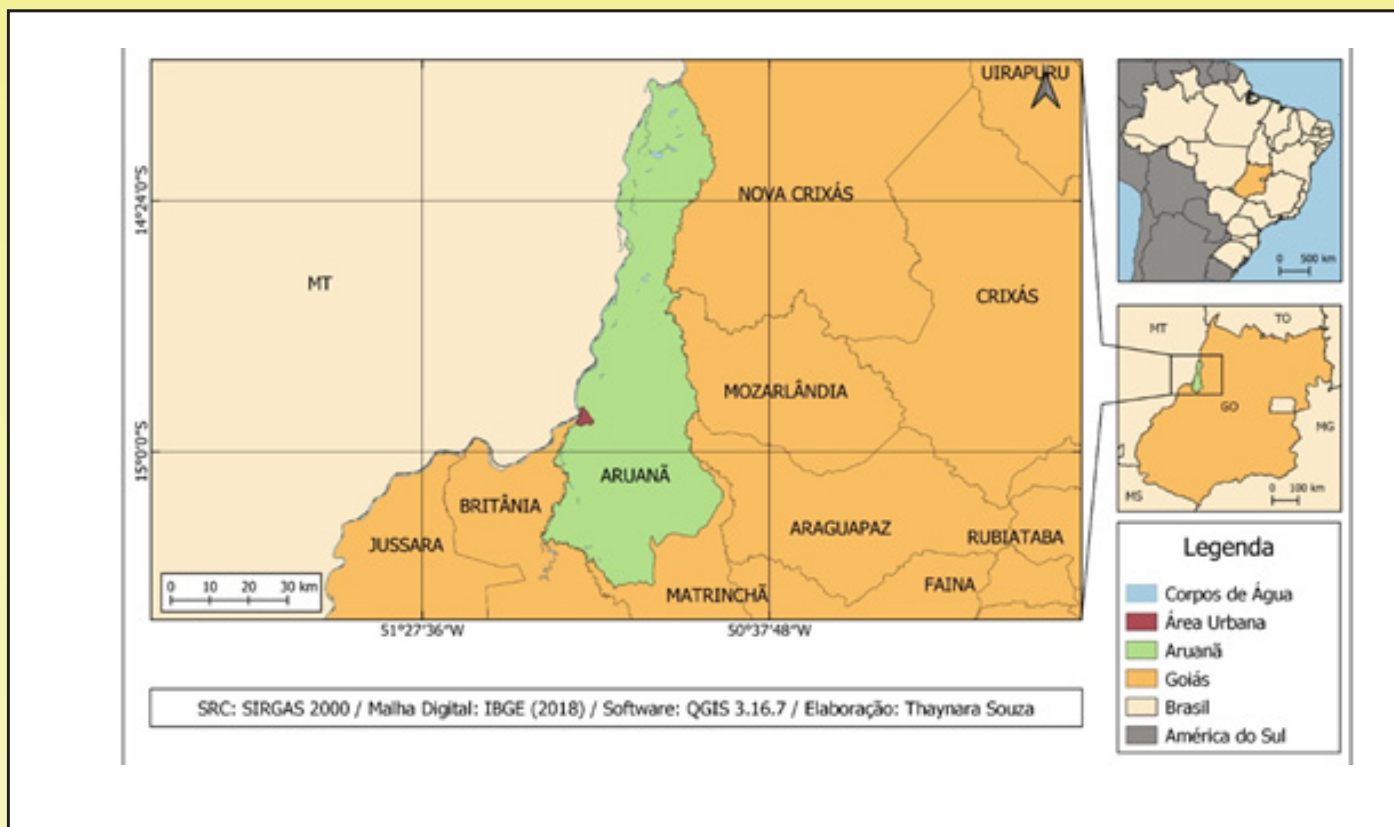 UIRAPURU
NOVA CRIXÁS
14°24'0"S
MT
CRIXÁS
MOZARLÂNDIA
15°0'0"S
ARUANÃ
BRITÂNIA
ARAGUAPAZ
RUBIATABA
JUSSARA
FAINA
MATRINCHÃ
0 10 20 30 km
51°27'36"W
50°37'48"W
0 500 km
MT
TO
GO
MG
MS
0 100 km
Legenda
Corpos de Água
Área Urbana
Aruanã
Goiás
Brasil
América do Sul
SRC: SIRGAS 2000 / Malha Digital: IBGE (2018) / Software: QGIS 3.16.7 / Elaboração: Thaynara Souza